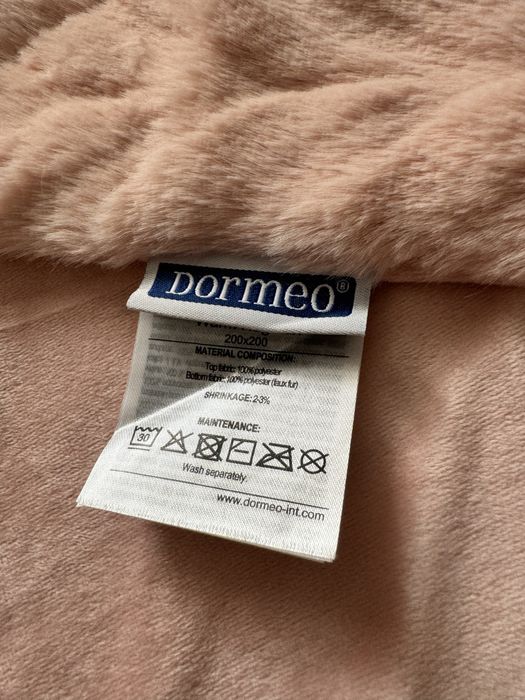 DORMEO®
200x200
MATERIAL COMPOSITION:
Top fabric: 100% polyester
Bottom fabric: 100% polyester (faux fur)
SHRINKAGE: 2-3%
MAINTENANCE:
30
Wash separately.
www.dormeo-int.com